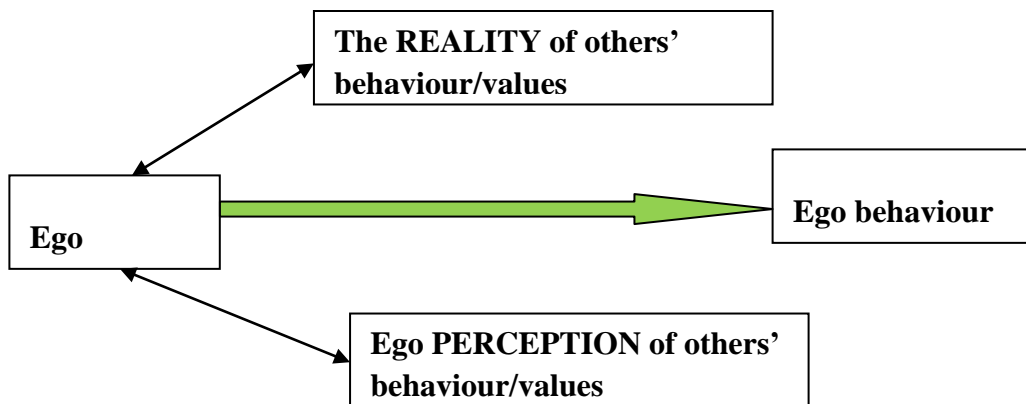 The REALITY of others’
behaviour/values
Ego
Ego behaviour
Ego PERCEPTION of others’
behaviour/values